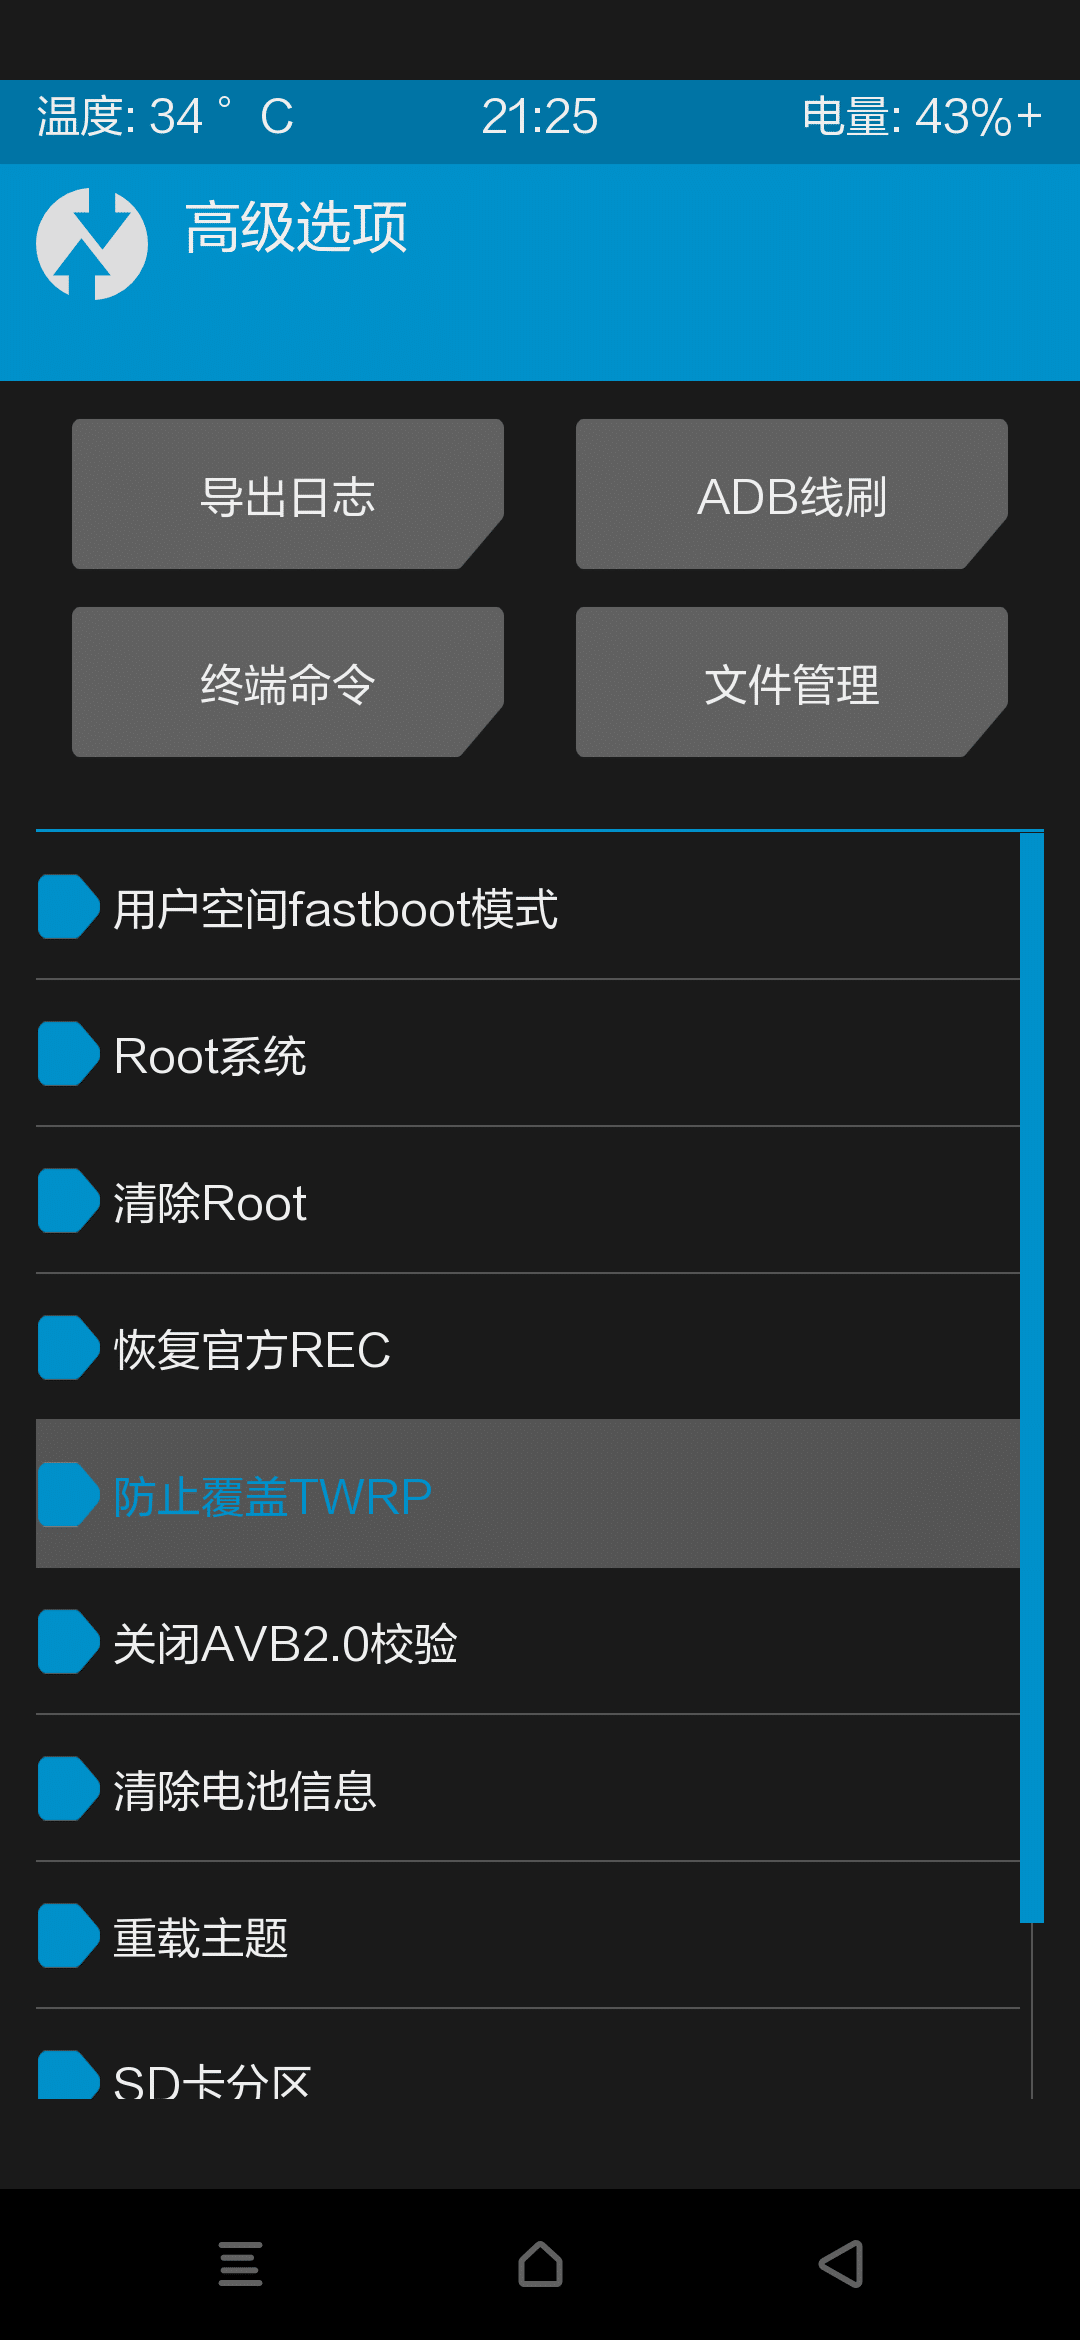 温度: 34 ° C 21:25 电量: 43%+
高级选项
导出日志 ADB线刷
终端命令 文件管理
用户空间fastboot模式
Root系统
清除Root
恢复官方REC
防止覆盖TWRP
关闭AVB2.0校验
清除电池信息
重载主题
SD卡分区